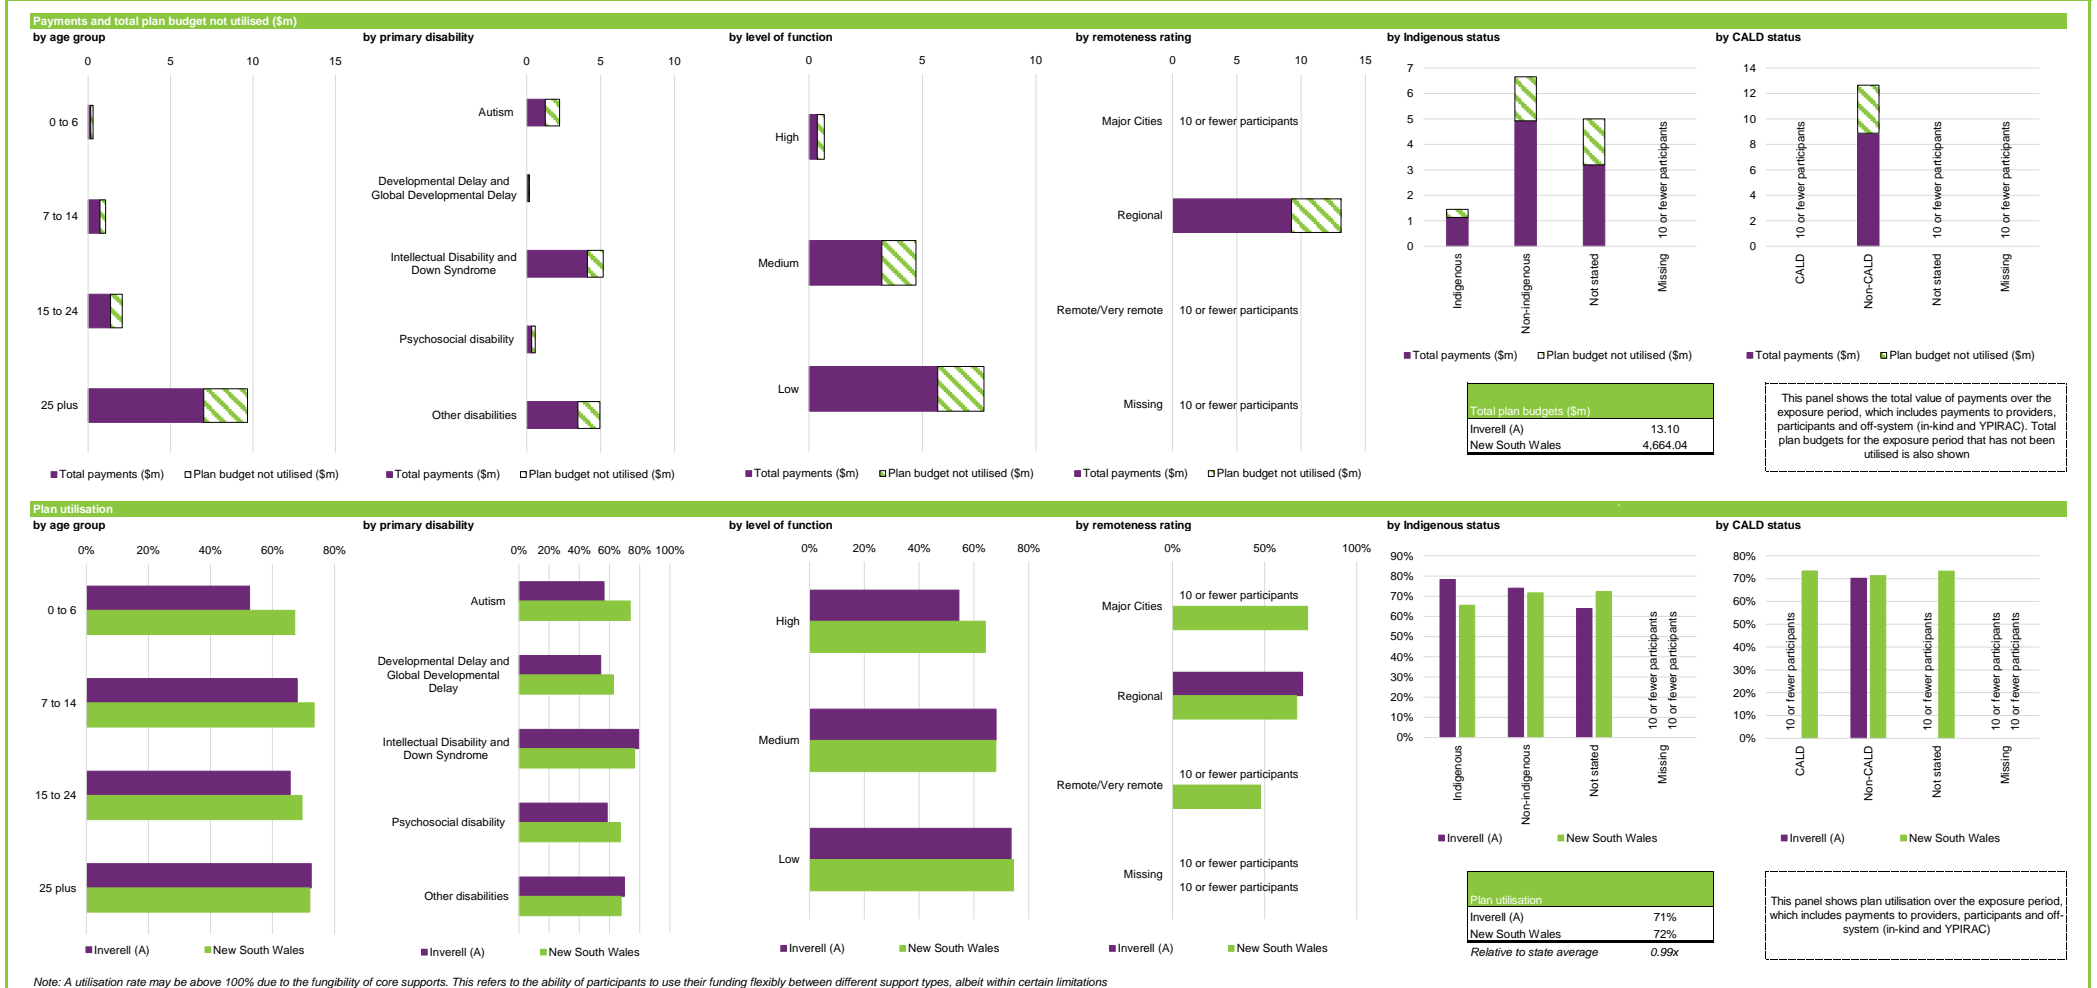 Payments and total plan budget not utilised ($m)
by age group
0 5 10 15
0 to 6
7 to 14
15 to 24
25 plus
Total payments ($m) Plan budget not utilised ($m)
by primary disability
0 5 10
Autism
Developmental Delay and
Global Developmental Delay
Intellectual Disability and
Down Syndrome
Psychosocial disability
Other disabilities
Total payments ($m) Plan budget not utilised ($m)
by level of function
0 5 10
High
Medium
Low
Total payments ($m) Plan budget not utilised ($m)
by remoteness rating
0 5 10 15
Major Cities 10 or fewer participants
Regional
Remote/Very remote 10 or fewer participants
Missing 10 or fewer participants
Total payments ($m) Plan budget not utilised ($m)
by Indigenous status
7
6
5
4
3
2
1
0
10 or fewer participants
Indigenous
Non-indigenous
Not stated
Missing
Total payments ($m) Plan budget not utilised ($m)
by CALD status
14
12
10
8
6
4
2
0
10 or fewer participants
10 or fewer participants
10 or fewer participants
CALD
Non-CALD
Not stated
Missing
Total payments ($m) Plan budget not utilised ($m)
Total plan budgets ($m)
Inverell (A) 13.10
New South Wales 4,664.04
This panel shows the total value of payments over the
exposure period, which includes payments to providers,
participants and off-system (in-kind and YPIRAC). Total
plan budgets for the exposure period that has not been
utilised is also shown
Plan utilisation
by age group
0% 20% 40% 60% 80%
0 to 6
7 to 14
15 to 24
25 plus
Inverell (A) New South Wales
by primary disability
0% 20% 40% 60% 80% 100%
Autism
Developmental Delay and
Global Developmental
Delay
Intellectual Disability and
Down Syndrome
Psychosocial disability
Other disabilities
Inverell (A) New South Wales
by level of function
0% 20% 40% 60% 80%
High
Medium
Low
Inverell (A) New South Wales
by remoteness rating
0% 50% 100%
10 or fewer participants
Major Cities
Regional
10 or fewer participants
Remote/Very remote
10 or fewer participants
Missing
10 or fewer participants
Inverell (A) New South Wales
by Indigenous status
90%
80%
70%
60%
50%
40%
30%
20%
10%
0%
10 or fewer participants
10 or fewer participants
Indigenous
Non-indigenous
Not stated
Missing
Inverell (A) New South Wales
by CALD status
80%
70%
60%
50%
40%
30%
20%
10%
0%
10 or fewer participants
10 or fewer participants
10 or fewer participants
10 or fewer participants
CALD
Non-CALD
Not stated
Missing
Inverell (A) New South Wales
Plan utilisation
Inverell (A) 71%
New South Wales 72%
Relative to state average 0.99x
This panel shows plan utilisation over the exposure period,
which includes payments to providers, participants and off-
system (in-kind and YPIRAC)
Note: A utilisation rate may be above 100% due to the fungibility of core supports. This refers to the ability of participants to use their funding flexibly between different support types, albeit within certain limitations